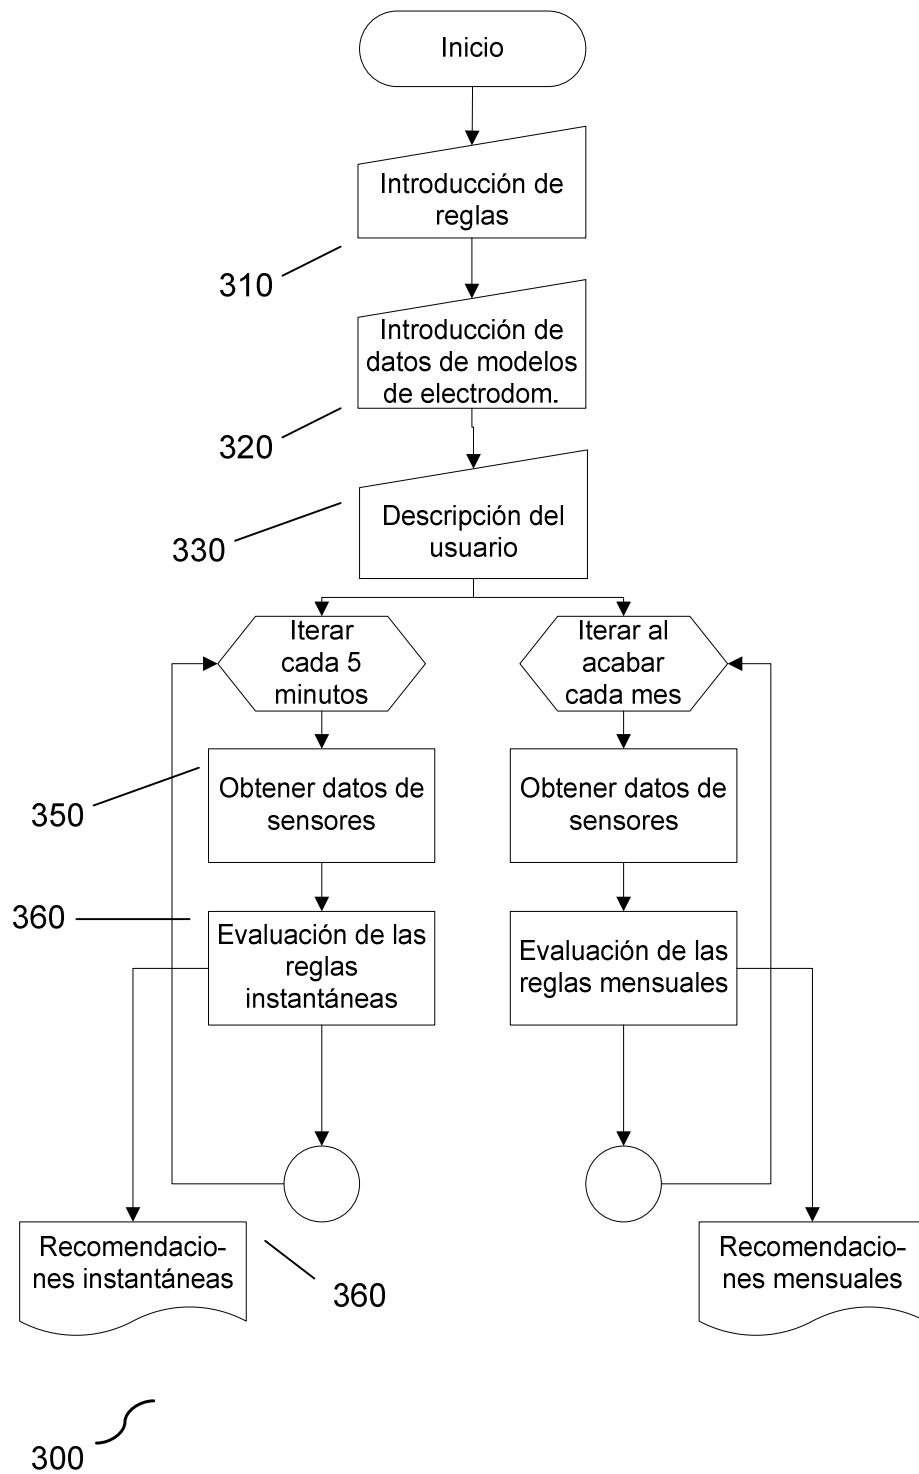 Inicio
Introducción de
reglas
310
Introducción de
datos de modelos
de electrodom.
320
Descripción del
usuario
330
Iterar
cada 5
minutos
Iterar al
acabar
cada mes
Obtener datos de
sensores
350
Obtener datos de
sensores
360
Evaluación de las
reglas
instantáneas
Evaluación de las
reglas mensuales
Recomendacio-
nes instantáneas
360
Recomendacio-
nes mensuales
300